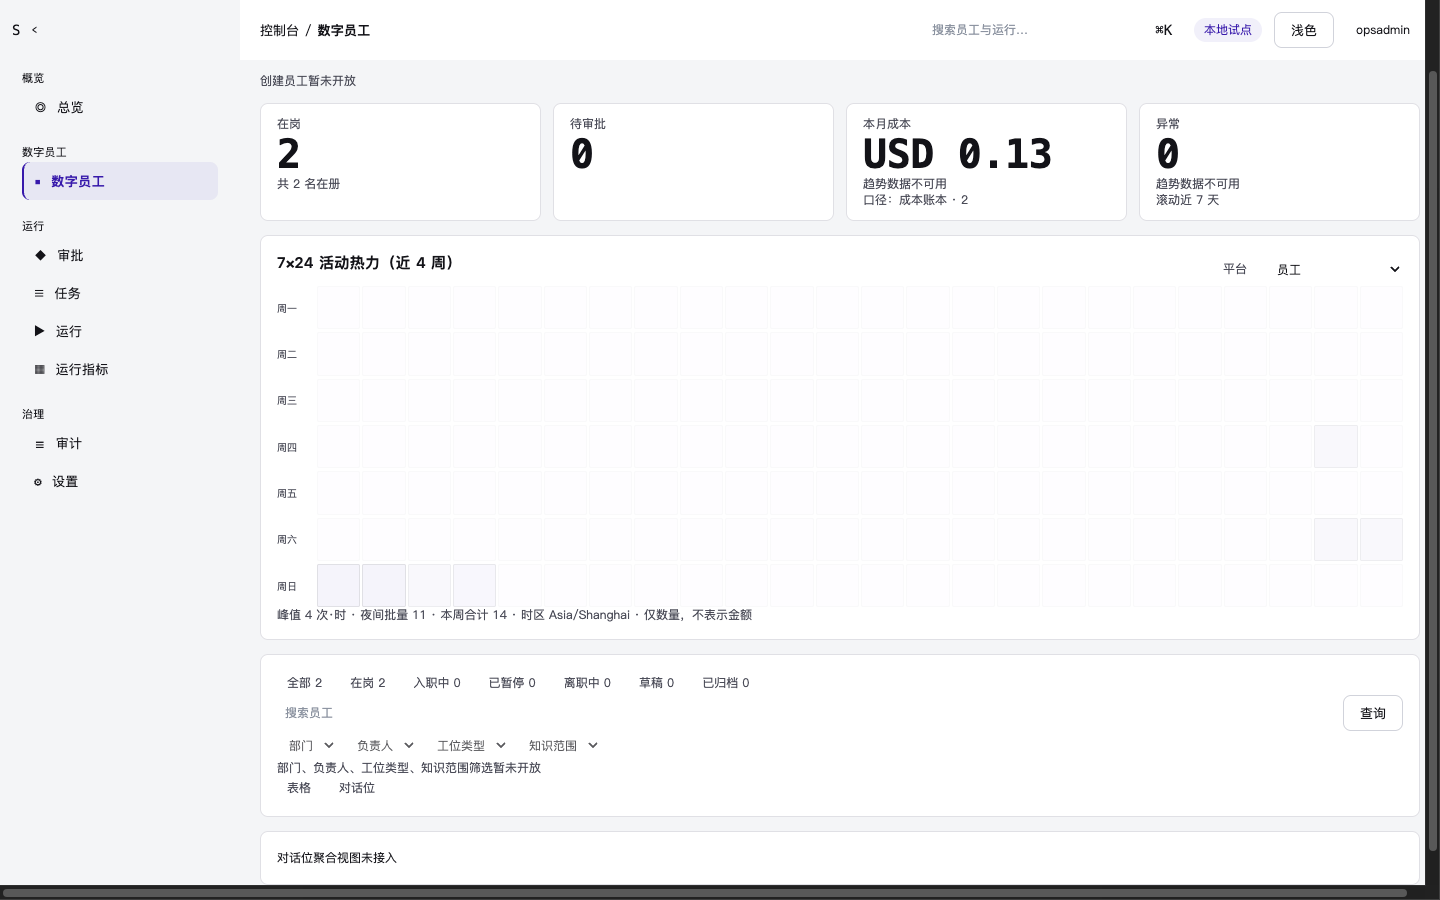 S <
概览
◎ 总览
数字员工
▪ 数字员工
运行
◆ 审批
≡ 任务
▶ 运行
▦ 运行指标
治理
≡ 审计
⚙ 设置
控制台 / 数字员工
搜索员工与运行...
⌘K
本地试点
浅色
opsadmin
创建员工暂未开放
在岗
2
共 2 名在册
待审批
0
本月成本
USD 0.13
趋势数据不可用
口径：成本账本 · 2
异常
0
趋势数据不可用
滚动近 7 天
7×24 活动热力（近 4 周）
平台
员工
周一
周二
周三
周四
周五
周六
周日
峰值 4 次·时 · 夜间批量 11 · 本周合计 14 · 时区 Asia/Shanghai · 仅数量，不表示金额
全部 2 在岗 2 入职中 0 已暂停 0 离职中 0 草稿 0 已归档 0
搜索员工
查询
部门 负责人 工位类型 知识范围
部门、负责人、工位类型、知识范围筛选暂未开放
表格 对话位
对话位聚合视图未接入